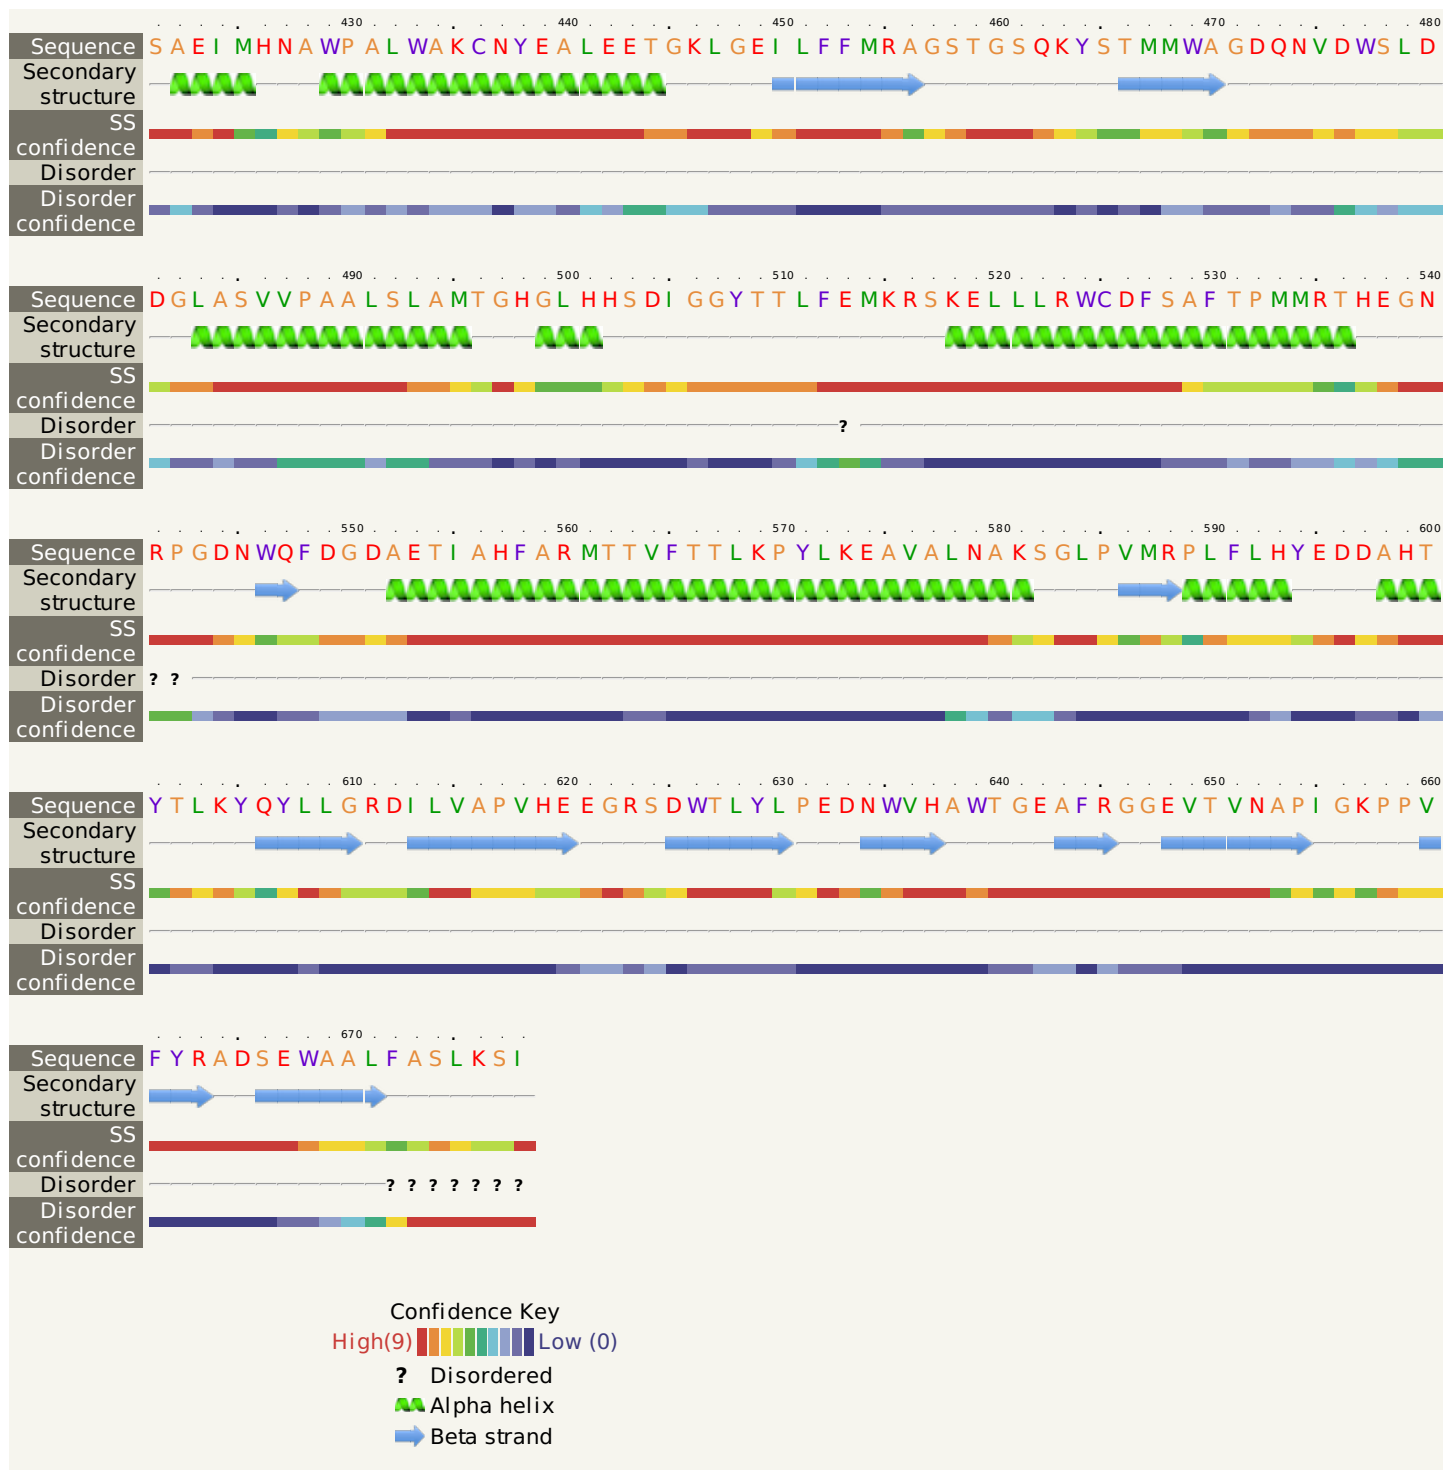 430 440 450 460 470 480
Sequence S A E I M H N A W P A L W A K C N Y E A L E E T G K L G E I L F F M R A G S T G S Q K Y S T M M W A G D Q N V D W S L D
Secondary
structure
SS
confidence
Disorder
Disorder
confidence
490 500 510 520 530 540
Sequence D G L A S V V P A A L S L A M T G H G L H H S D I G G Y T T L F E M K R S K E L L L R W C D F S A F T P M M R T H E G N
Secondary
structure
SS
confidence
Disorder ?
Disorder
confidence
550 560 570 580 590 600
Sequence R P G D N W Q F D G D A E T I A H F A R M T T V F T T L K P Y L K E A V A L N A K S G L P V M R P L F L H Y E D D A H T
Secondary
structure
SS
confidence
Disorder ? ?
Disorder
confidence
610 620 630 640 650 660
Sequence Y T L K Y Q Y L L G R D I L V A P V H E E G R S D W T L Y L P E D N W V H A W T G E A F R G G E V T V N A P I G K P P V
Secondary
structure
SS
confidence
Disorder
Disorder
confidence
670
Sequence F Y R A D S E W A A L F A S L K S I
Secondary
structure
SS
confidence
Disorder ? ? ? ? ? ? ?
Disorder
confidence
Confidence Key
High(9) Low (0)
? Disordered
Alpha helix
Beta strand